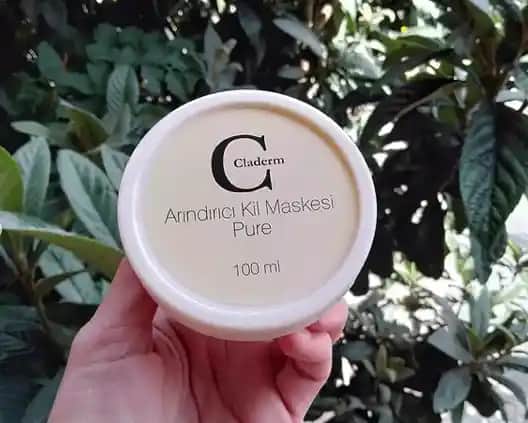 C
Claderm
Arındırıcı Kil Maskesi
Pure
100 ml